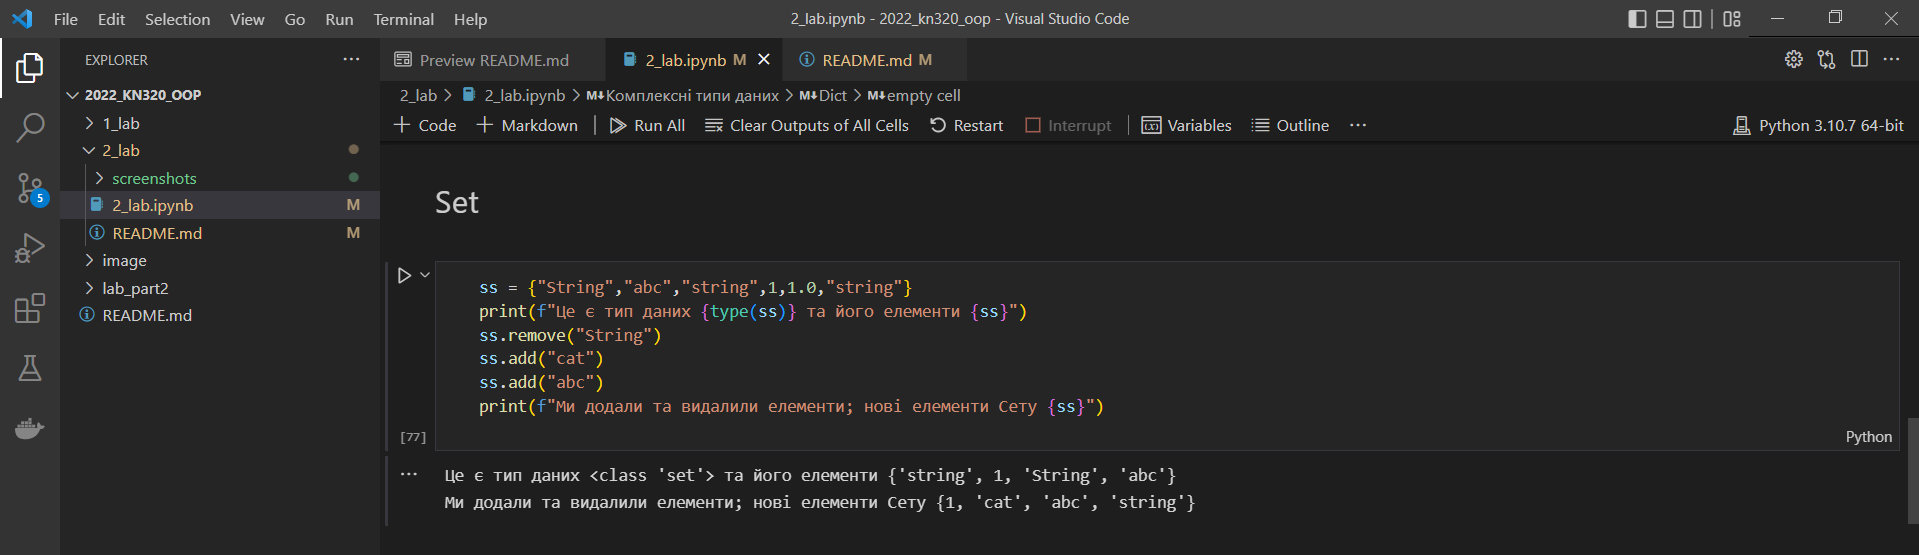 File Edit Selection View Go Run Terminal Help 2_lab.ipynb - 2022_kn320_oop - Visual Studio Code
EXPLORER
2022_KN320_OOP
1_lab
2_lab
screenshots
2_lab.ipynb M
README.md M
image
lab_part2
README.md
5
Preview README.md 2_lab.ipynb M README.md M
2_lab > 2_lab.ipynb > M↓Комплексні типи даних > M↓Dict > M↓empty cell
+ Code + Markdown | Run All Clear Outputs of All Cells Restart Interrupt | Variables Outline ... Python 3.10.7 64-bit
Set
ss = {"String","abc","string",1,1.0,"string"}
print(f"Це є тип даних {type(ss)} та його елементи {ss}")
ss.remove("String")
ss.add("cat")
ss.add("abc")
print(f"Ми додали та видалили елементи; нові елементи Сету {ss}")
[77]
Python
Це є тип даних <class 'set'> та його елементи {'string', 1, 'String', 'abc'}
Ми додали та видалили елементи; нові елементи Сету {1, 'cat', 'abc', 'string'}